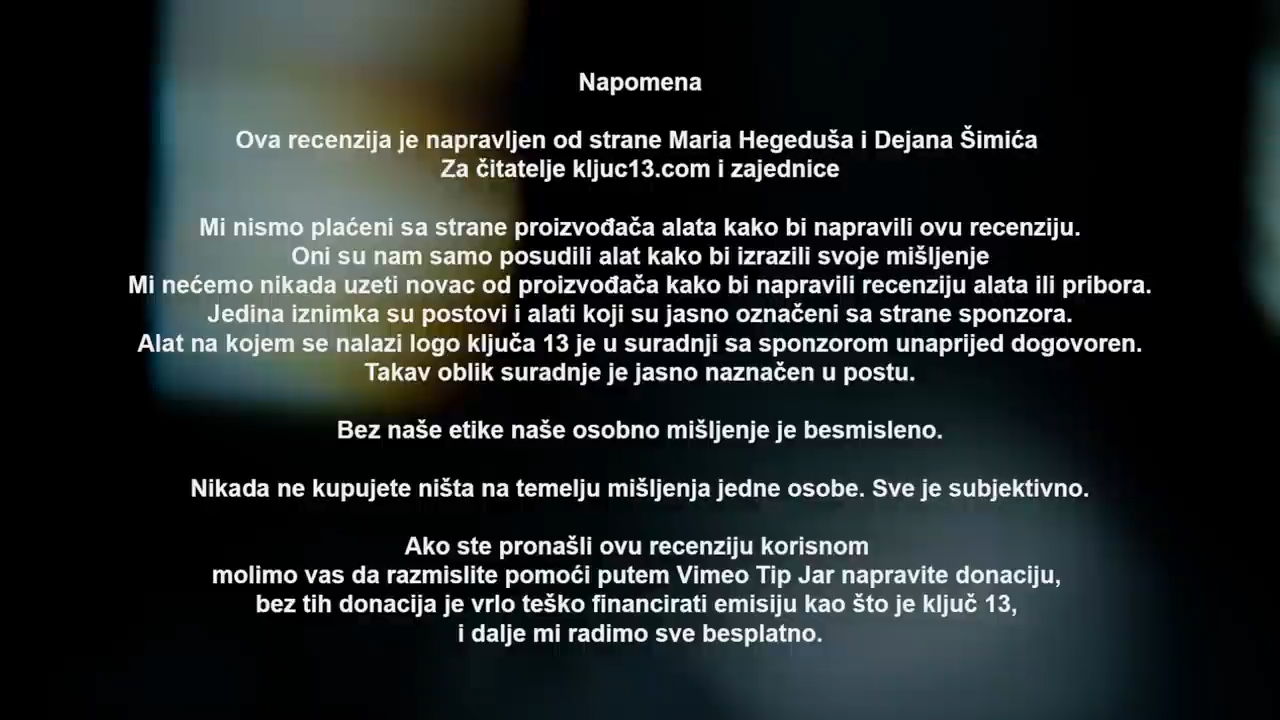 Napomena
Ova recenzija je napravljen od strane Maria Hegeduša i Dejana Šimića
Za čitatelje kljuc13.com i zajednice
Mi nismo plaćeni sa strane proizvođača alata kako bi napravili ovu recenziju.
Oni su nam samo posudili alat kako bi izrazili svoje mišljenje
Mi nećemo nikada uzeti novac od proizvođača kako bi napravili recenziju alata ili pribora.
Jedina iznimka su postovi i alati koji su jasno označeni sa strane sponzora.
Alat na kojem se nalazi logo ključa 13 je u suradnji sa sponzorom unaprijed dogovoren.
Takav oblik suradnje je jasno naznačen u postu.
Bez naše etike naše osobno mišljenje je besmisleno.
Nikada ne kupujete ništa na temelju mišljenja jedne osobe. Sve je subjektivno.
Ako ste pronašli ovu recenziju korisnom
molimo vas da razmislite pomoći putem Vimeo Tip Jar napravite donaciju,
bez tih donacija je vrlo teško financirati emisiju kao što je ključ 13,
i dalje mi radimo sve besplatno.